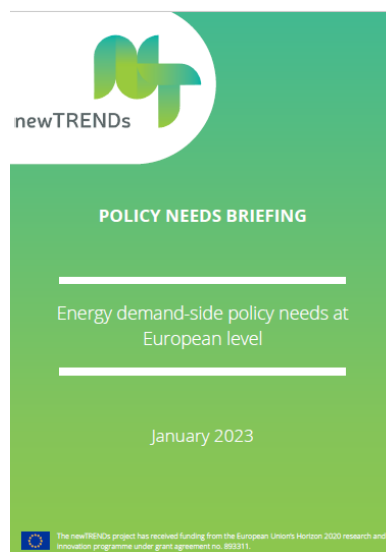 newTRENDs
POLICY NEEDS BRIEFING
Energy demand-side policy needs at
European level
January 2023
The newTRENDs project has received funding from the European Union's Horizon 2020 research and
innovation programme under grant agreement no. 893311.